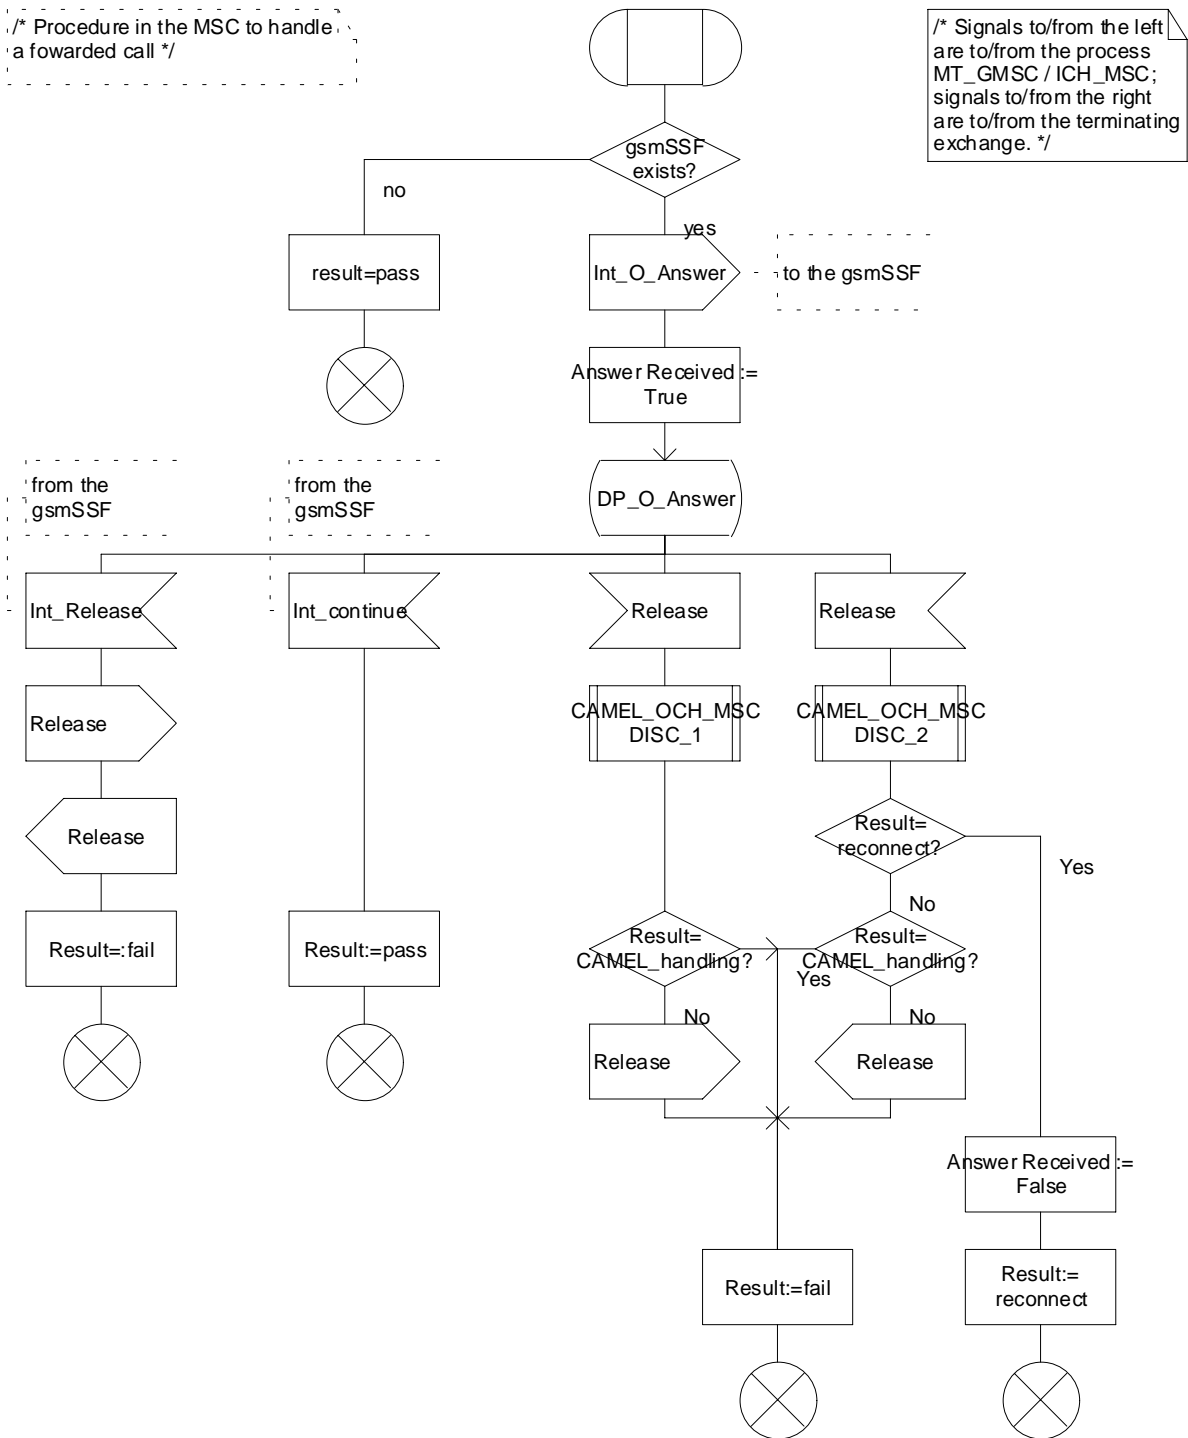 /* Procedure in the MSC to handle
a fowarded call */
/* Signals to/from the left
are to/from the process
MT_GMSC / ICH_MSC;
signals to/from the right
are to/from the terminating
exchange. */
gsmSSF
exists?
no
yes
result=pass
Int_O_Answer
to the gsmSSF
Answer Received :=
True
from the
gsmSSF
from the
gsmSSF
DP_O_Answer
Int_Release
Int_continue
Release
Release
Release
CAMEL_OCH_MSC
DISC_1
CAMEL_OCH_MSC
DISC_2
Release
Result=
reconnect?
Yes
No
Result=:fail
Result:=pass
Result=
CAMEL_handling?
Result=
CAMEL_handling?
Yes
No
No
Release
Release
Answer Received :=
False
Result:=fail
Result:=
reconnect